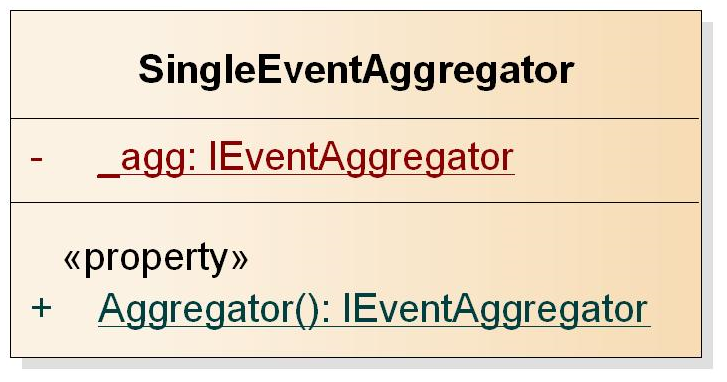 SingleEventAggregator
- _agg: IEventAggregator
«property»
+ Aggregator(): IEventAggregator